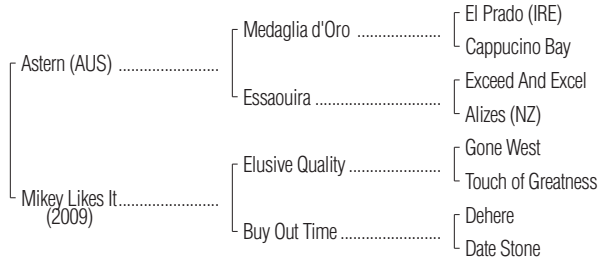 El Prado (IRE)
Medaglia d'Oro ....................
Cappucino Bay
Astern (AUS) ........................
Exceed And Excel
Essaouira ..............................
Alizes (NZ)
Gone West
Elusive Quality ......................
Touch of Greatness
Mikey Likes It ........................
(2009)
Dehere
Buy Out Time ........................
Date Stone